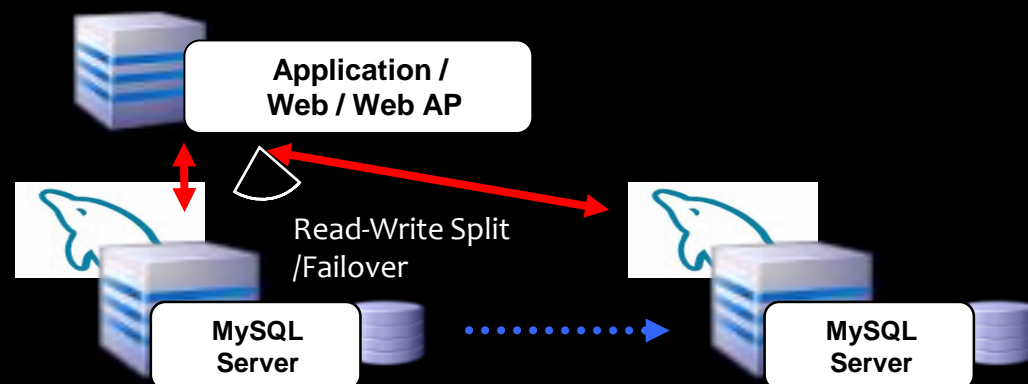 Application /
Web / Web AP
Read-Write Split
/Failover
MySQL
Server
MySQL
Server